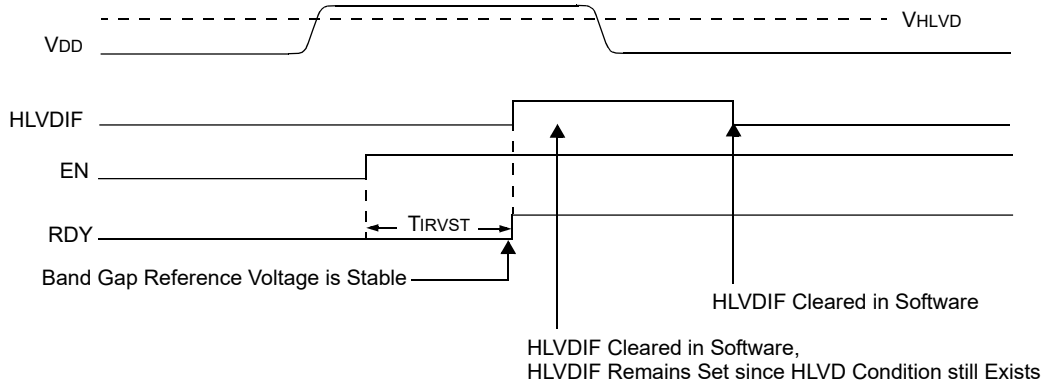 VHLVD
VDD
HLVDIF
EN
TIRVST
RDY
Band Gap Reference Voltage is Stable
HLVDIF Cleared in Software
HLVDIF Cleared in Software,
HLVDIF Remains Set since HLVD Condition still Exists